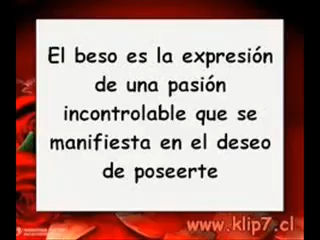 El beso es la expresión
de una pasión
incontrolable que se
manifiesta en el deseo
de poseerte
www.klip7.cl